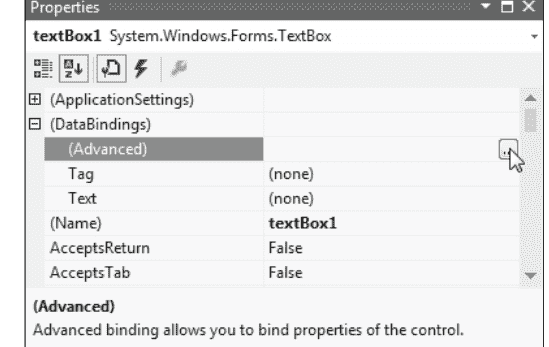 Properties
textBox1 System.Windows.Forms.TextBox
(ApplicationSettings)
(DataBindings)
(Advanced)
Tag (none)
Text (none)
(Name) textBox1
AcceptsReturn False
AcceptsTab False
(Advanced)
Advanced binding allows you to bind properties of the control.